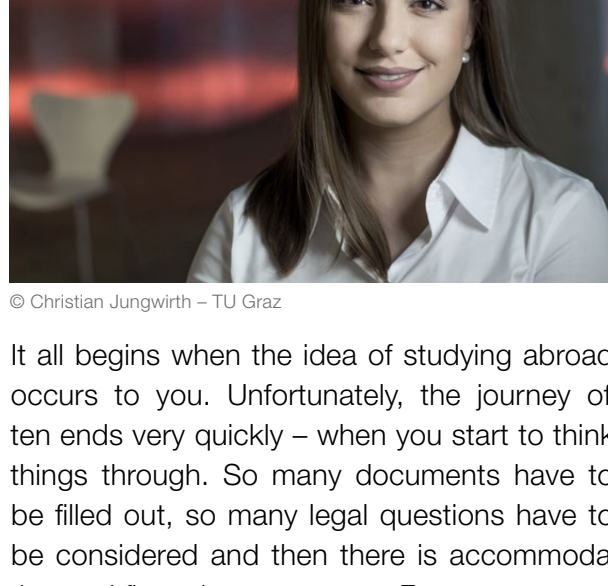 © Christian Jungwirth – TU Graz
It all begins when the idea of studying abroad
occurs to you. Unfortunately, the journey of
ten ends very quickly – when you start to think
things through. So many documents have to
be filled out, so many legal questions have to
be considered and then there is accommoda